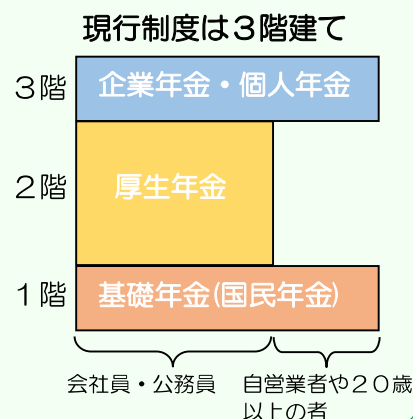 現行制度は３階建て
３階
企業年金・個人年金
２階
厚生年金
１階
基礎年金(国民年金)
会社員・公務員
自営業者や２０歳
以上の者